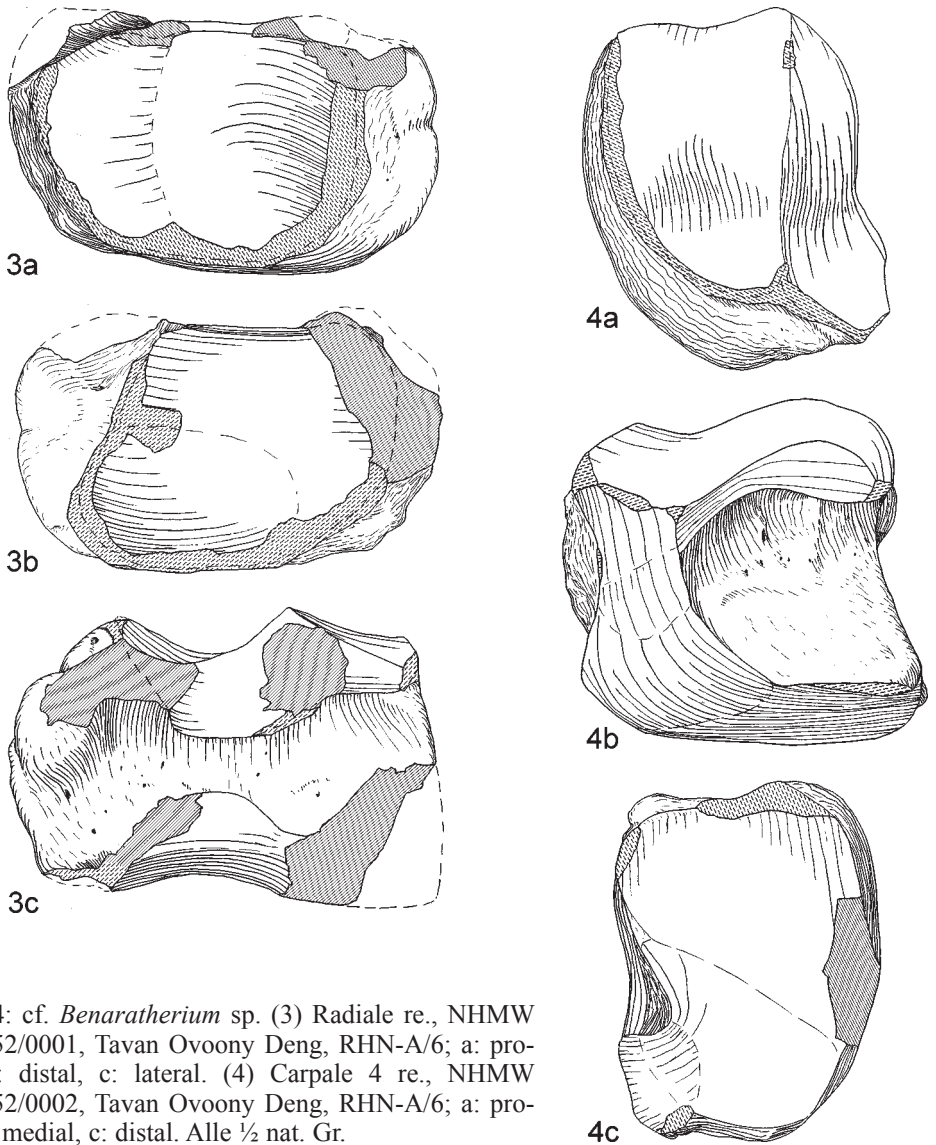 3a
4a
3b
4b
3c
4c
4: cf. Benaratherium sp. (3) Radiale re., NHMW
52/0001, Tavan Ovoony Deng, RHN-A/6; a: pro-
: distal, c: lateral. (4) Carpale 4 re., NHMW
52/0002, Tavan Ovoony Deng, RHN-A/6; a: pro-
medial, c: distal. Alle ½ nat. Gr.